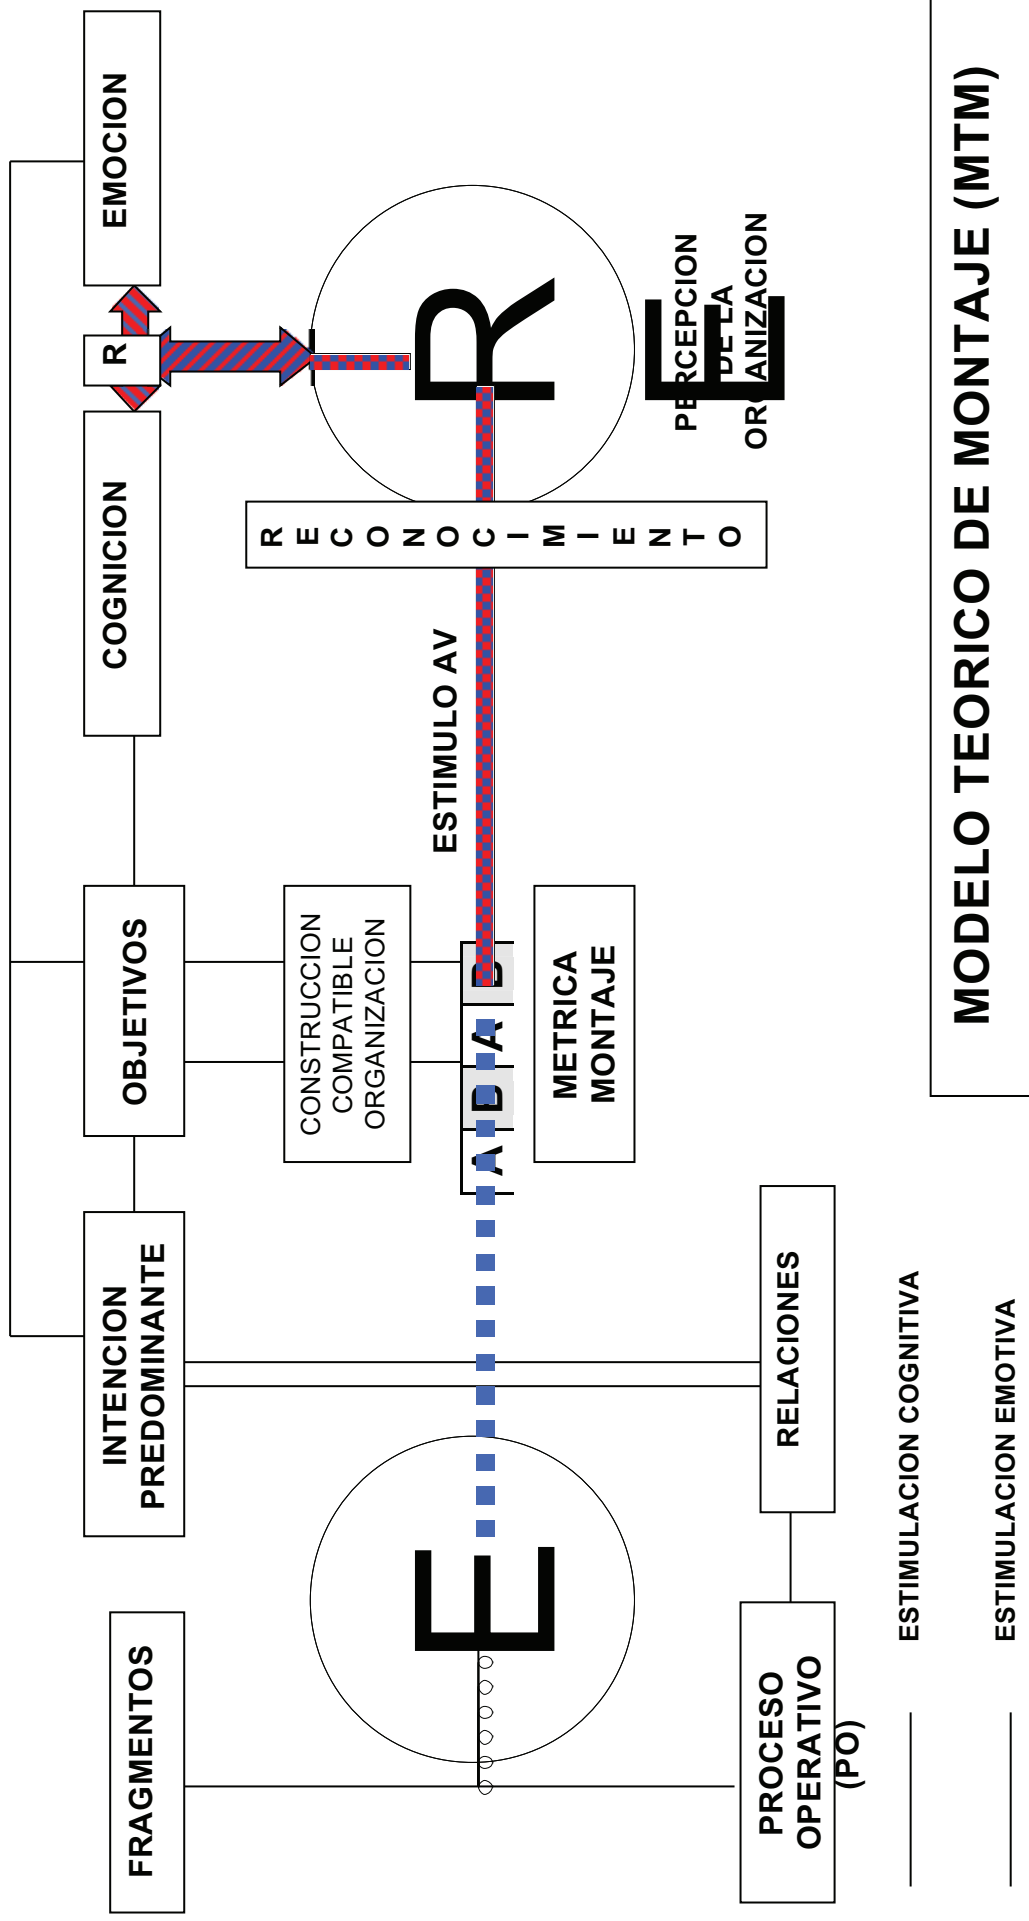 FRAGMENTOS
INTENCION
PREDOMINANTE
OBJETIVOS
COGNICION
R
EMOCION
CONSTRUCCION
COMPATIBLE
ORGANIZACION
ESTIMULO AV
E
A B A B
R
METRICA
MONTAJE
RECONOCIMIENTO
E
PERCEPCION
DE LA
ORGANIZACION
PROCESO
OPERATIVO
(PO)
RELACIONES
ESTIMULACION COGNITIVA
ESTIMULACION EMOTIVA
MODELO TEORICO DE MONTAJE (MTM)